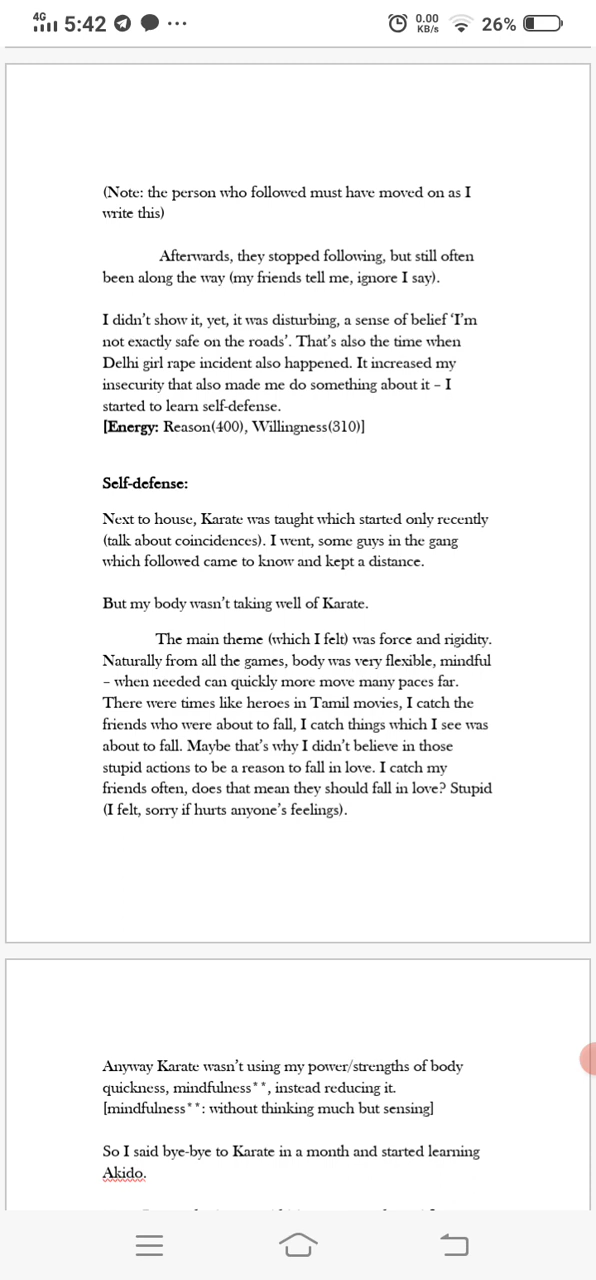 4G 5:42 ... 0.00 KB/s 26%
(Note: the person who followed must have moved on as I
write this)
Afterwards, they stopped following, but still often
been along the way (my friends tell me, ignore I say).
I didn't show it, yet, it was disturbing, a sense of belief ‘I’m
not exactly safe on the roads’. That’s also the time when
Delhi girl rape incident also happened. It increased my
insecurity that also made me do something about it – I
started to learn self-defense.
[Energy: Reason(400), Willingness(310)]
Self-defense:
Next to house, Karate was taught which started only recently
(talk about coincidences). I went, some guys in the gang
which followed came to know and kept a distance.
But my body wasn’t taking well of Karate.
The main theme (which I felt) was force and rigidity.
Naturally from all the games, body was very flexible, mindful
– when needed can quickly more move many paces far.
There were times like heroes in Tamil movies, I catch the
friends who were about to fall, I catch things which I see was
about to fall. Maybe that’s why I didn’t believe in those
stupid actions to be a reason to fall in love. I catch my
friends often, does that mean they should fall in love? Stupid
(I felt, sorry if hurts anyone’s feelings).
Anyway Karate wasn’t using my power/strengths of body
quickness, mindfulness**, instead reducing it.
[mindfulness**: without thinking much but sensing]
So I said bye-bye to Karate in a month and started learning
Akido.